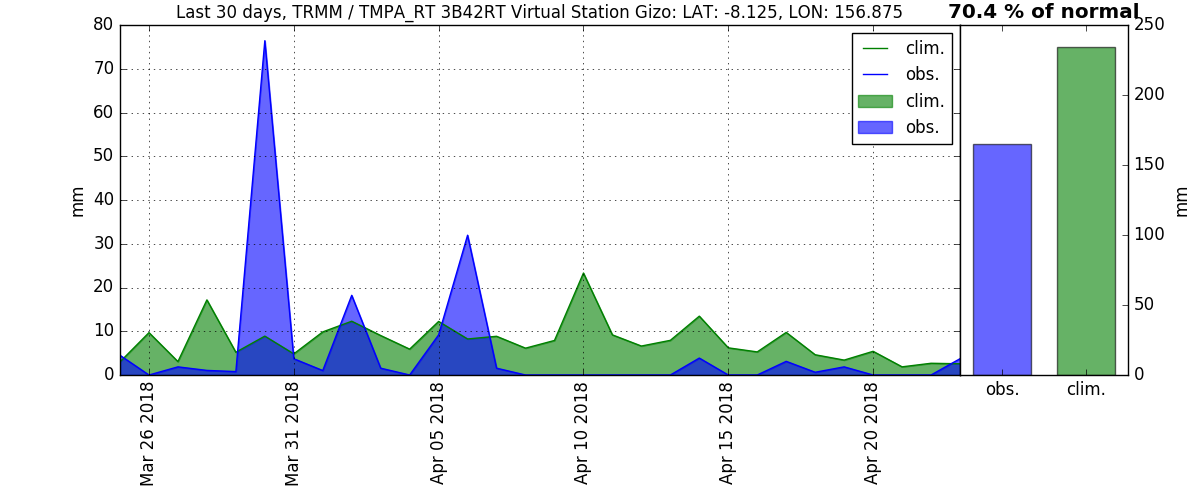 Last 30 days, TRMM / TMPA_RT 3B42RT Virtual Station Gizo: LAT: -8.125, LON: 156.875
70.4 % of normal
80
70
60
50
40
30
20
10
0
mm
clim.
obs.
clim.
obs.
250
200
150
100
50
0
mm
obs.
clim.
Mar 26 2018
Mar 31 2018
Apr 05 2018
Apr 10 2018
Apr 15 2018
Apr 20 2018